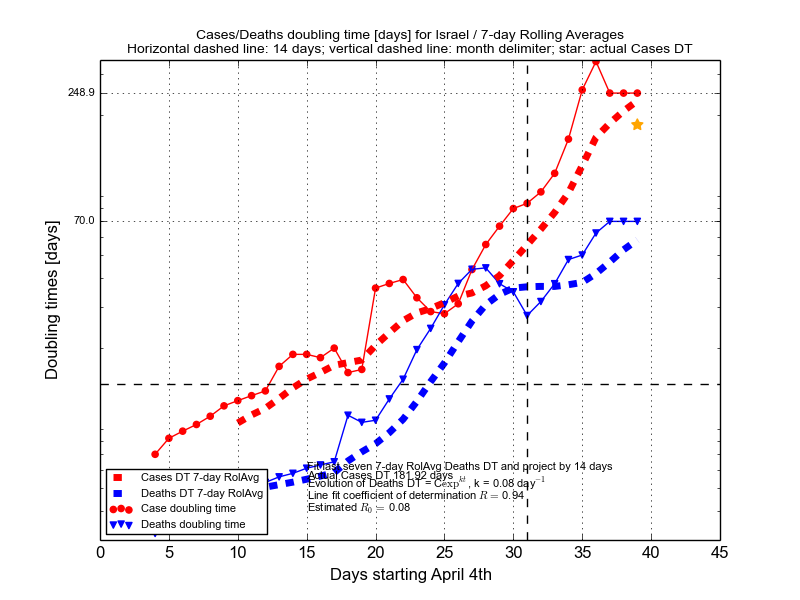 Cases/Deaths doubling time [days] for Israel / 7-day Rolling Averages
Horizontal dashed line: 14 days; vertical dashed line: month delimiter; star: actual Cases DT
248.9
70.0
Doubling times [days]
Fit last seven 7-day RolAvg Deaths DT and project by 14 days
Actual Cases DT 181.92 days
Evolution of Deaths DT = C exp^{kt}, k = 0.08 day^{-1}
Line fit coefficient of determination R = 0.94
Estimated R_0 = 0.08
Cases DT 7-day RolAvg
Deaths DT 7-day RolAvg
Case doubling time
Deaths doubling time
0 5 10 15 20 25 30 35 40 45
Days starting April 4th